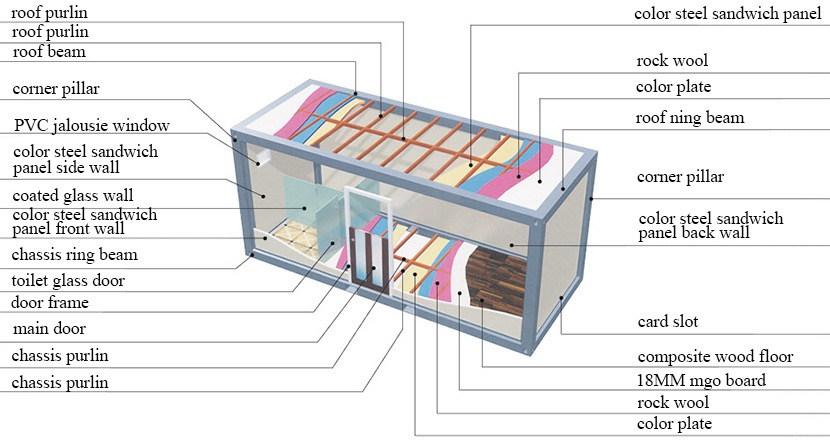 roof purlin
roof purlin
roof beam
corner pillar
PVC jalousie window
color steel sandwich
panel side wall
coated glass wall
color steel sandwich
panel front wall
chassis ring beam
toilet glass door
door frame
main door
chassis purlin
chassis purlin
color steel sandwich panel
rock wool
color plate
roof ning beam
corner pillar
color steel sandwich
panel back wall
card slot
composite wood floor
18MM mgo board
rock wool
color plate